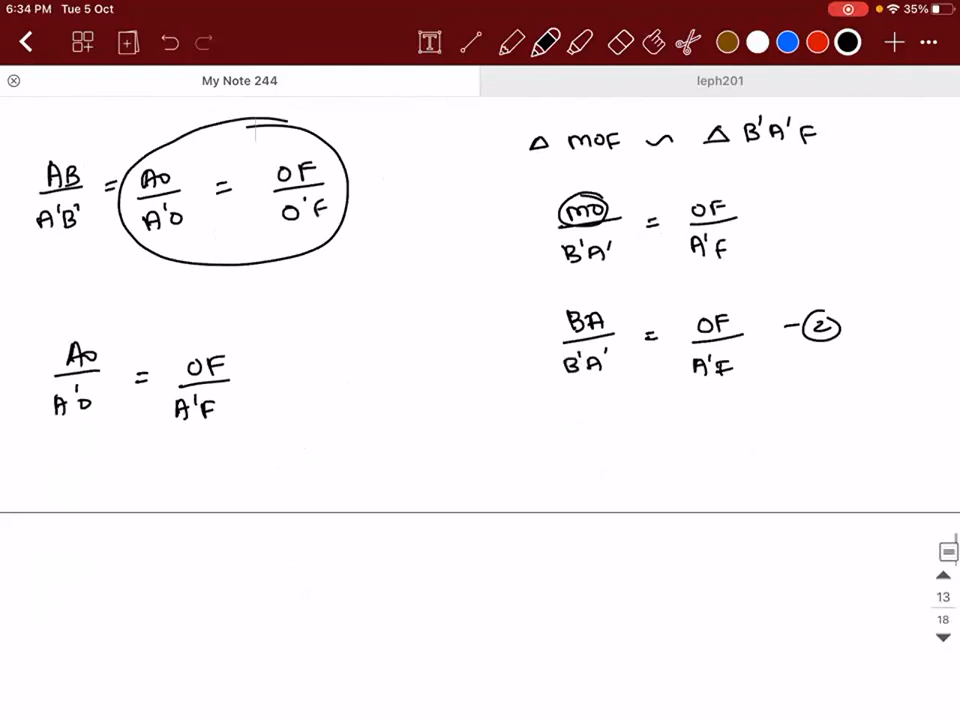 6:34 PM Tue 5 Oct
35%
My Note 244
leph201
AB/A'B' = AO/A'O = OF/O'F
AO/A'O = OF/A'F
△ MOF ~ △ B'A'F
MO/B'A' = OF/A'F
BA/B'A' = OF/A'F - 2
13
18